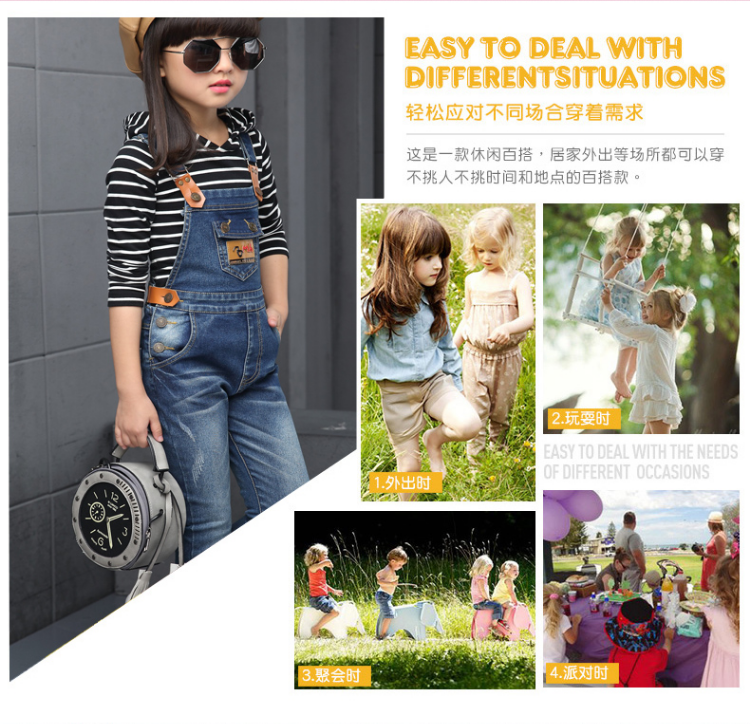 EASY TO DEAL WITH
DIFFERENTSITUATIONS
轻松应对不同场合穿着需求
这是一款休闲百搭，居家外出等场所都可以穿
不挑人不挑时间和地点的百搭款。
1.外出时
2.玩耍时
EASY TO DEAL WITH THE NEEDS
OF DIFFERENT OCCASIONS
3.聚会时
4.派对时